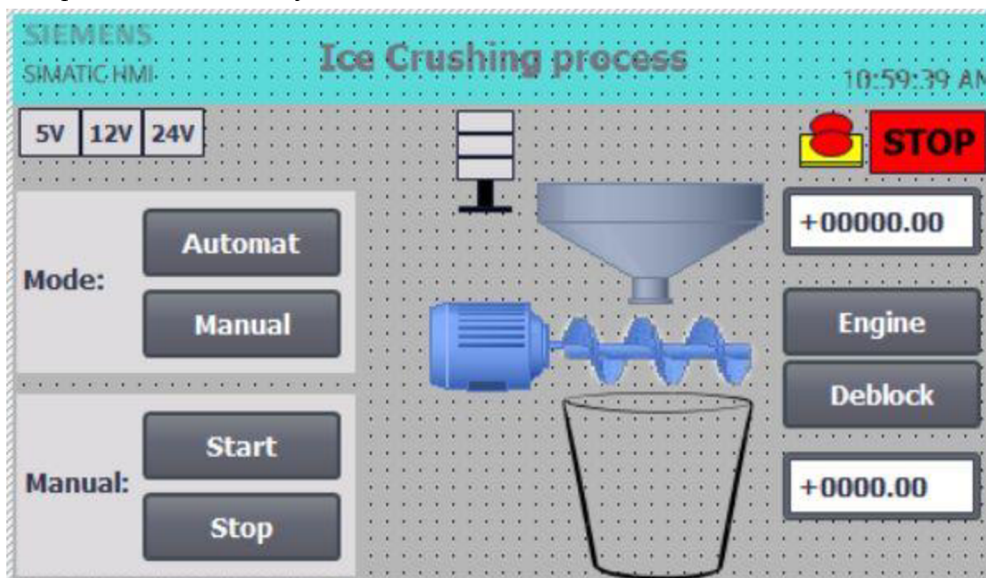 SIEMENS
SIMATIC HMI
Ice Crushing process
10:59:39 AM
5V 12V 24V
STOP
Mode:
Automat
Manual
+00000.00
Engine
Deblock
Manual:
Start
Stop
+0000.00